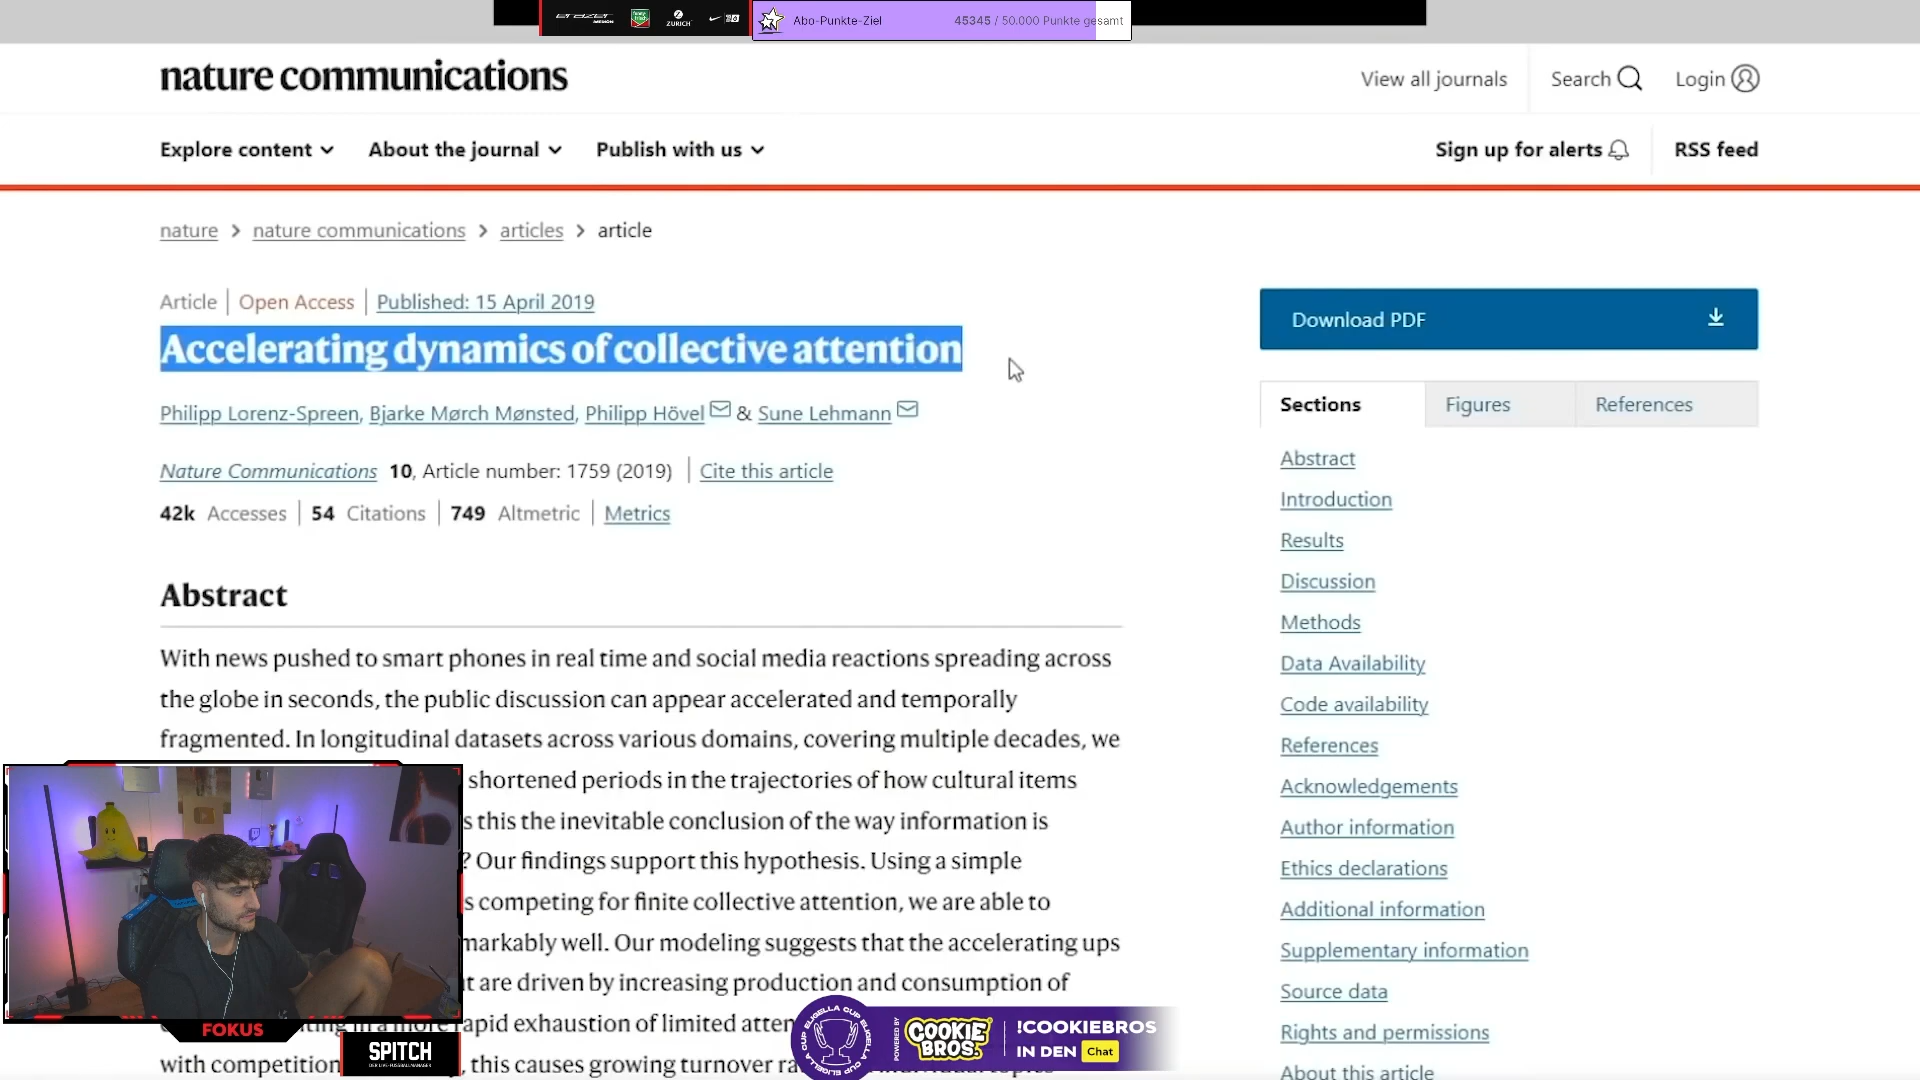 ZURICH
Abo-Punkte-Ziel 45345 / 50.000 Punkte gesamt
nature communications
View all journals Search Login
Explore content About the journal Publish with us Sign up for alerts RSS feed
nature > nature communications > articles > article
Article | Open Access | Published: 15 April 2019
Accelerating dynamics of collective attention
Philipp Lorenz-Spreen, Bjarke Mørch Mønsted, Philipp Hövel & Sune Lehmann
Nature Communications 10, Article number: 1759 (2019) | Cite this article
42k Accesses | 54 Citations | 749 Altmetric | Metrics
Abstract
With news pushed to smart phones in real time and social media reactions spreading across
the globe in seconds, the public discussion can appear accelerated and temporally
fragmented. In longitudinal datasets across various domains, covering multiple decades, we
shortened periods in the trajectories of how cultural items
s this the inevitable conclusion of the way information is
? Our findings support this hypothesis. Using a simple
s competing for finite collective attention, we are able to
markably well. Our modeling suggests that the accelerating ups
are driven by increasing production and consumption of
apid exhaustion of limited atten
with competition , this causes growing turnover
Download PDF
Sections Figures References
Abstract
Introduction
Results
Discussion
Methods
Data Availability
Code availability
References
Acknowledgements
Author information
Ethics declarations
Additional information
Supplementary information
Source data
Rights and permissions
About this article
FOKUS
SPITCH
DER LIVE-FUSSBALLMANAGER
ELIGELLA CUP ELIGELLA CUP
POWERED BY
COOKIE BROS.
!COOKIEBROS
IN DEN Chat